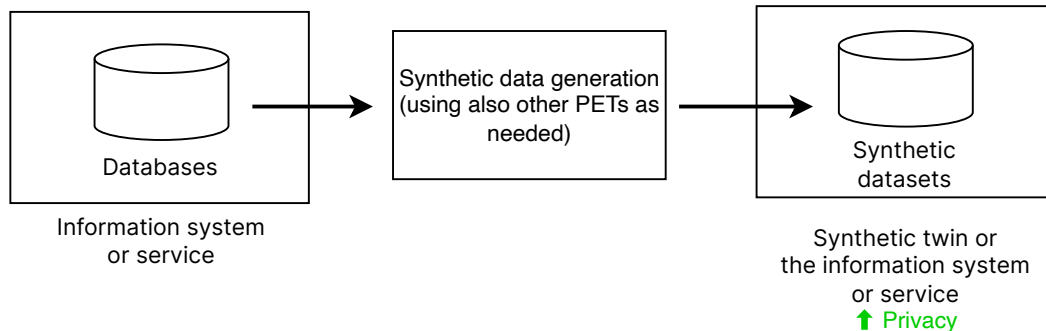 Databases
Information system
or service
Synthetic data generation
(using also other PETs as
needed)
Synthetic
datasets
Synthetic twin or
the information system
or service
⬆ Privacy